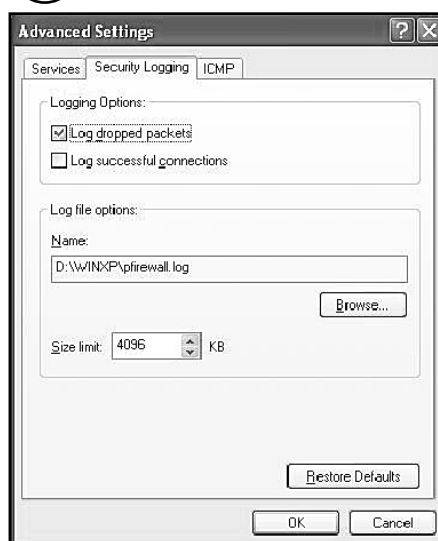 Advanced Settings
Services Security Logging ICMP
Logging Options:
Log dropped packets
Log successful connections
Log file options:
Name:
D:\WINXP\pfirewall.log
Browse...
Size limit: 4096 KB
Restore Defaults
OK Cancel